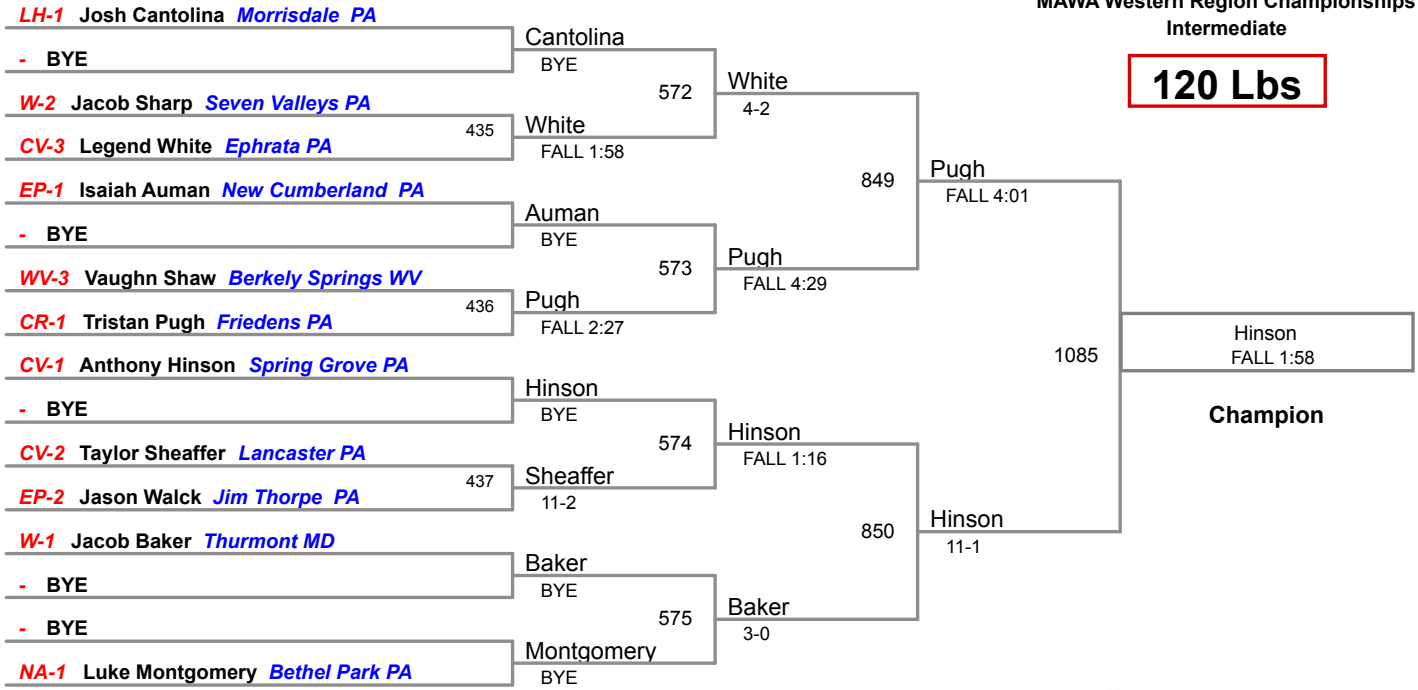 MAWA Western Region Championships
Intermediate
120 Lbs
LH-1 Josh Cantolina Morrisdale PA
- BYE
W-2 Jacob Sharp Seven Valleys PA
CV-3 Legend White Ephrata PA
EP-1 Isaiah Auman New Cumberland PA
- BYE
WV-3 Vaughn Shaw Berkely Springs WV
CR-1 Tristan Pugh Friedens PA
CV-1 Anthony Hinson Spring Grove PA
- BYE
CV-2 Taylor Sheaffer Lancaster PA
EP-2 Jason Walck Jim Thorpe PA
W-1 Jacob Baker Thurmont MD
- BYE
- BYE
NA-1 Luke Montgomery Bethel Park PA
435
436
437
Cantolina
BYE
White
FALL 1:58
Auman
BYE
Pugh
FALL 2:27
Hinson
BYE
Sheaffer
11-2
Baker
BYE
Montgomery
BYE
572
573
574
575
White
4-2
Pugh
FALL 4:29
Hinson
FALL 1:16
Baker
3-0
849
850
Pugh
FALL 4:01
Hinson
11-1
1085
Hinson
FALL 1:58
Champion